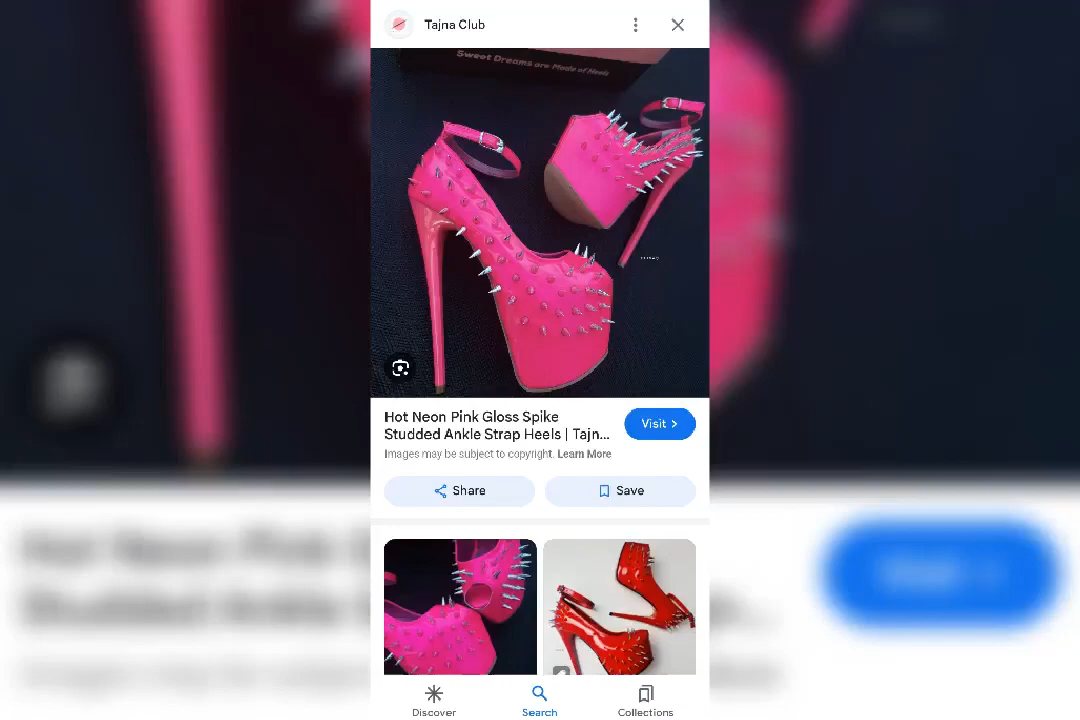 Tajna Club
Sweet Dreams are Made of Heels
Hot Neon Pink Gloss Spike
Studded Ankle Strap Heels | Tajn...
Visit >
Images may be subject to copyright. Learn More
Share
Save
Discover
Search
Collections